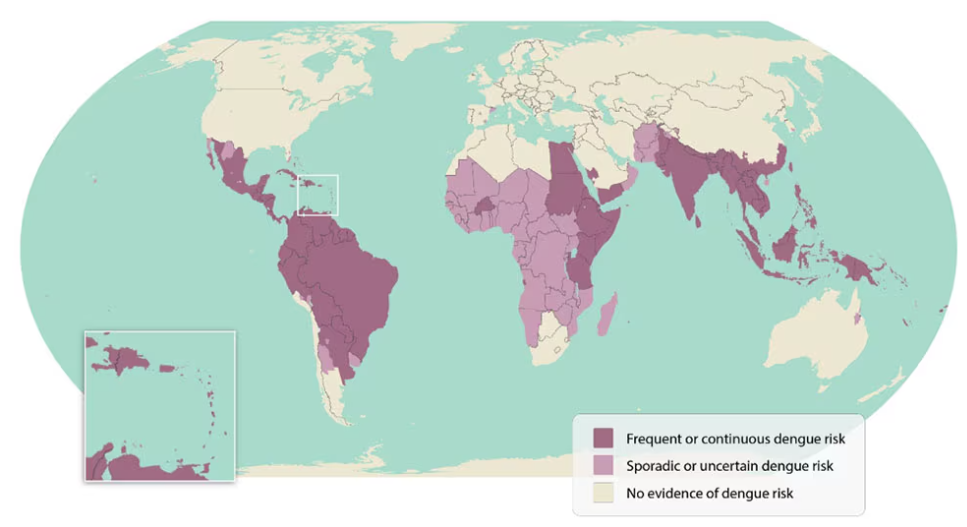 Frequent or continuous dengue risk
Sporadic or uncertain dengue risk
No evidence of dengue risk